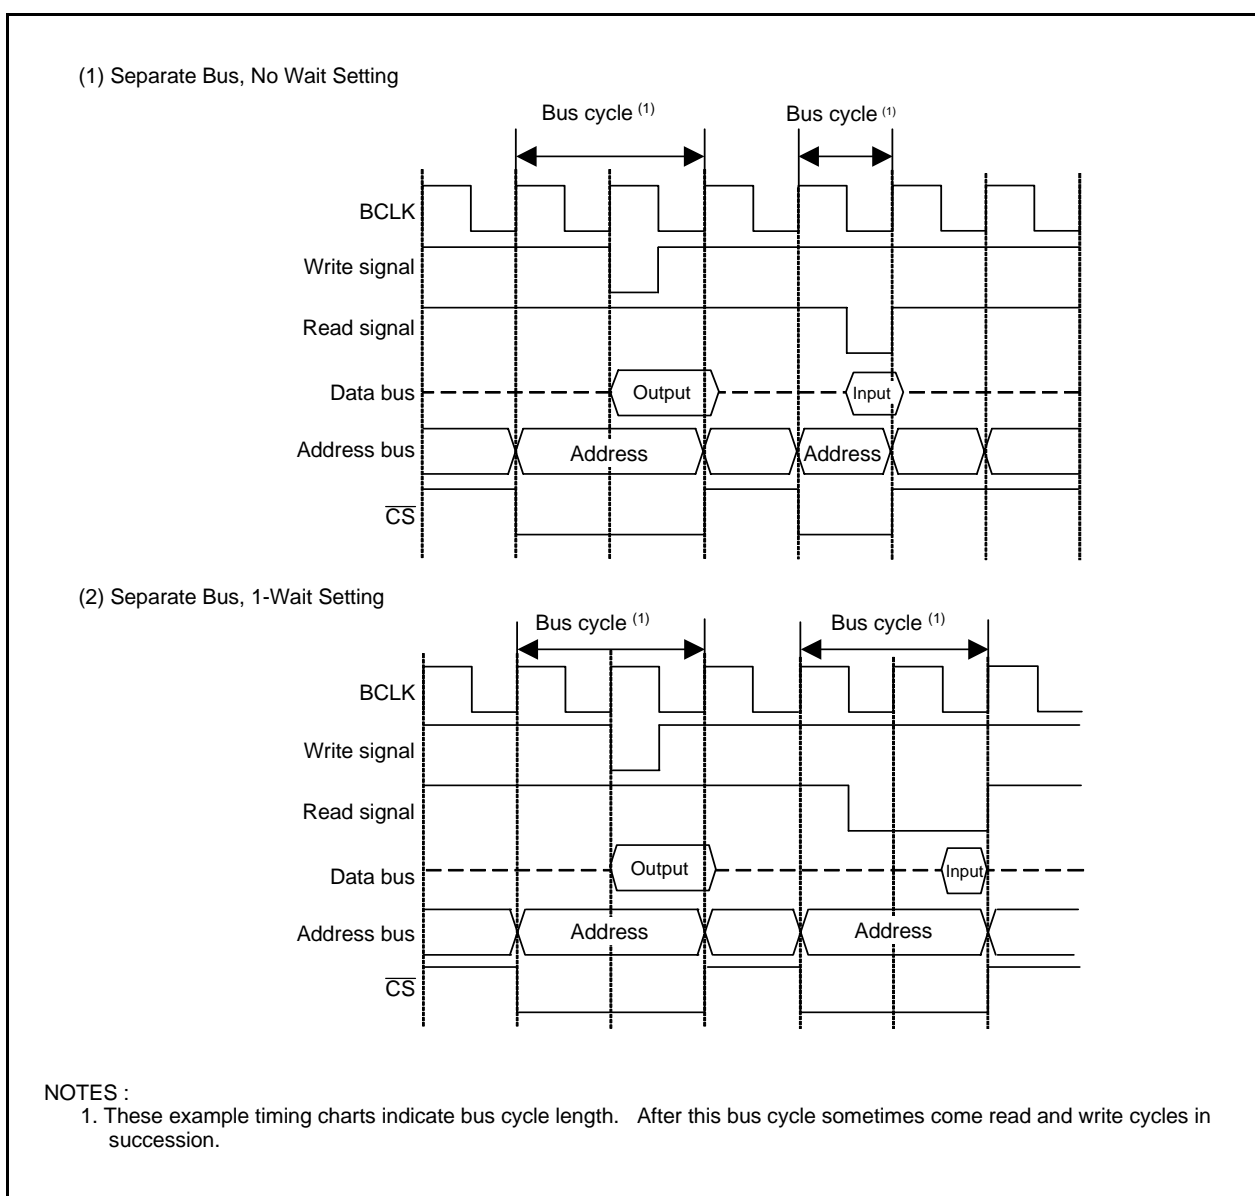 (1) Separate Bus, No Wait Setting
Bus cycle (1) Bus cycle (1)
BCLK
Write signal
Read signal
Data bus Output Input
Address bus Address Address
CS
(2) Separate Bus, 1-Wait Setting
Bus cycle (1) Bus cycle (1)
BCLK
Write signal
Read signal
Data bus Output Input
Address bus Address Address
CS
NOTES :
1. These example timing charts indicate bus cycle length. After this bus cycle sometimes come read and write cycles in
succession.